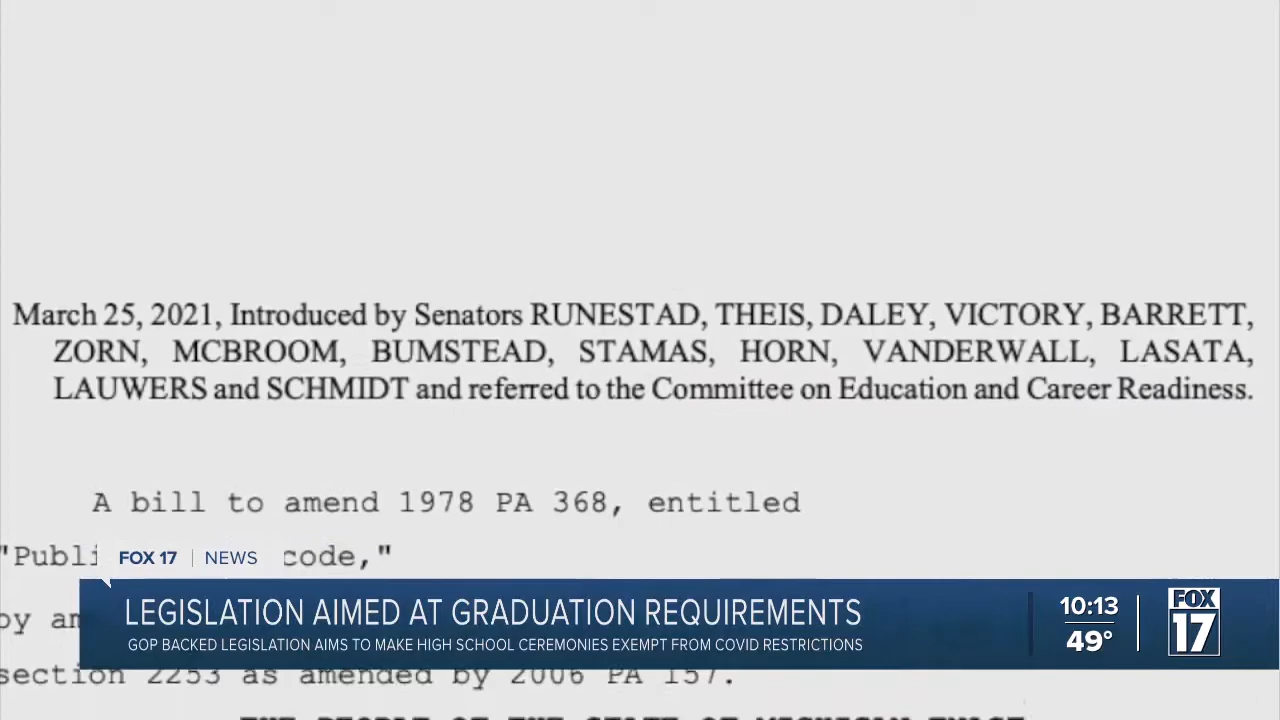 March 25, 2021, Introduced by Senators RUNESTAD, THEIS, DALEY, VICTORY, BARRETT,
ZORN, MCBROOM, BUMSTEAD, STAMAS, HORN, VANDERWALL, LASATA,
LAUWERS and SCHMIDT and referred to the Committee on Education and Career Readiness.
A bill to amend 1978 PA 368, entitled
"Publi code,"
FOX 17 | NEWS
LEGISLATION AIMED AT GRADUATION REQUIREMENTS
GOP BACKED LEGISLATION AIMS TO MAKE HIGH SCHOOL CEREMONIES EXEMPT FROM COVID RESTRICTIONS
10:13
49°
FOX
17
section 2253 as amended by 2006 PA 157.